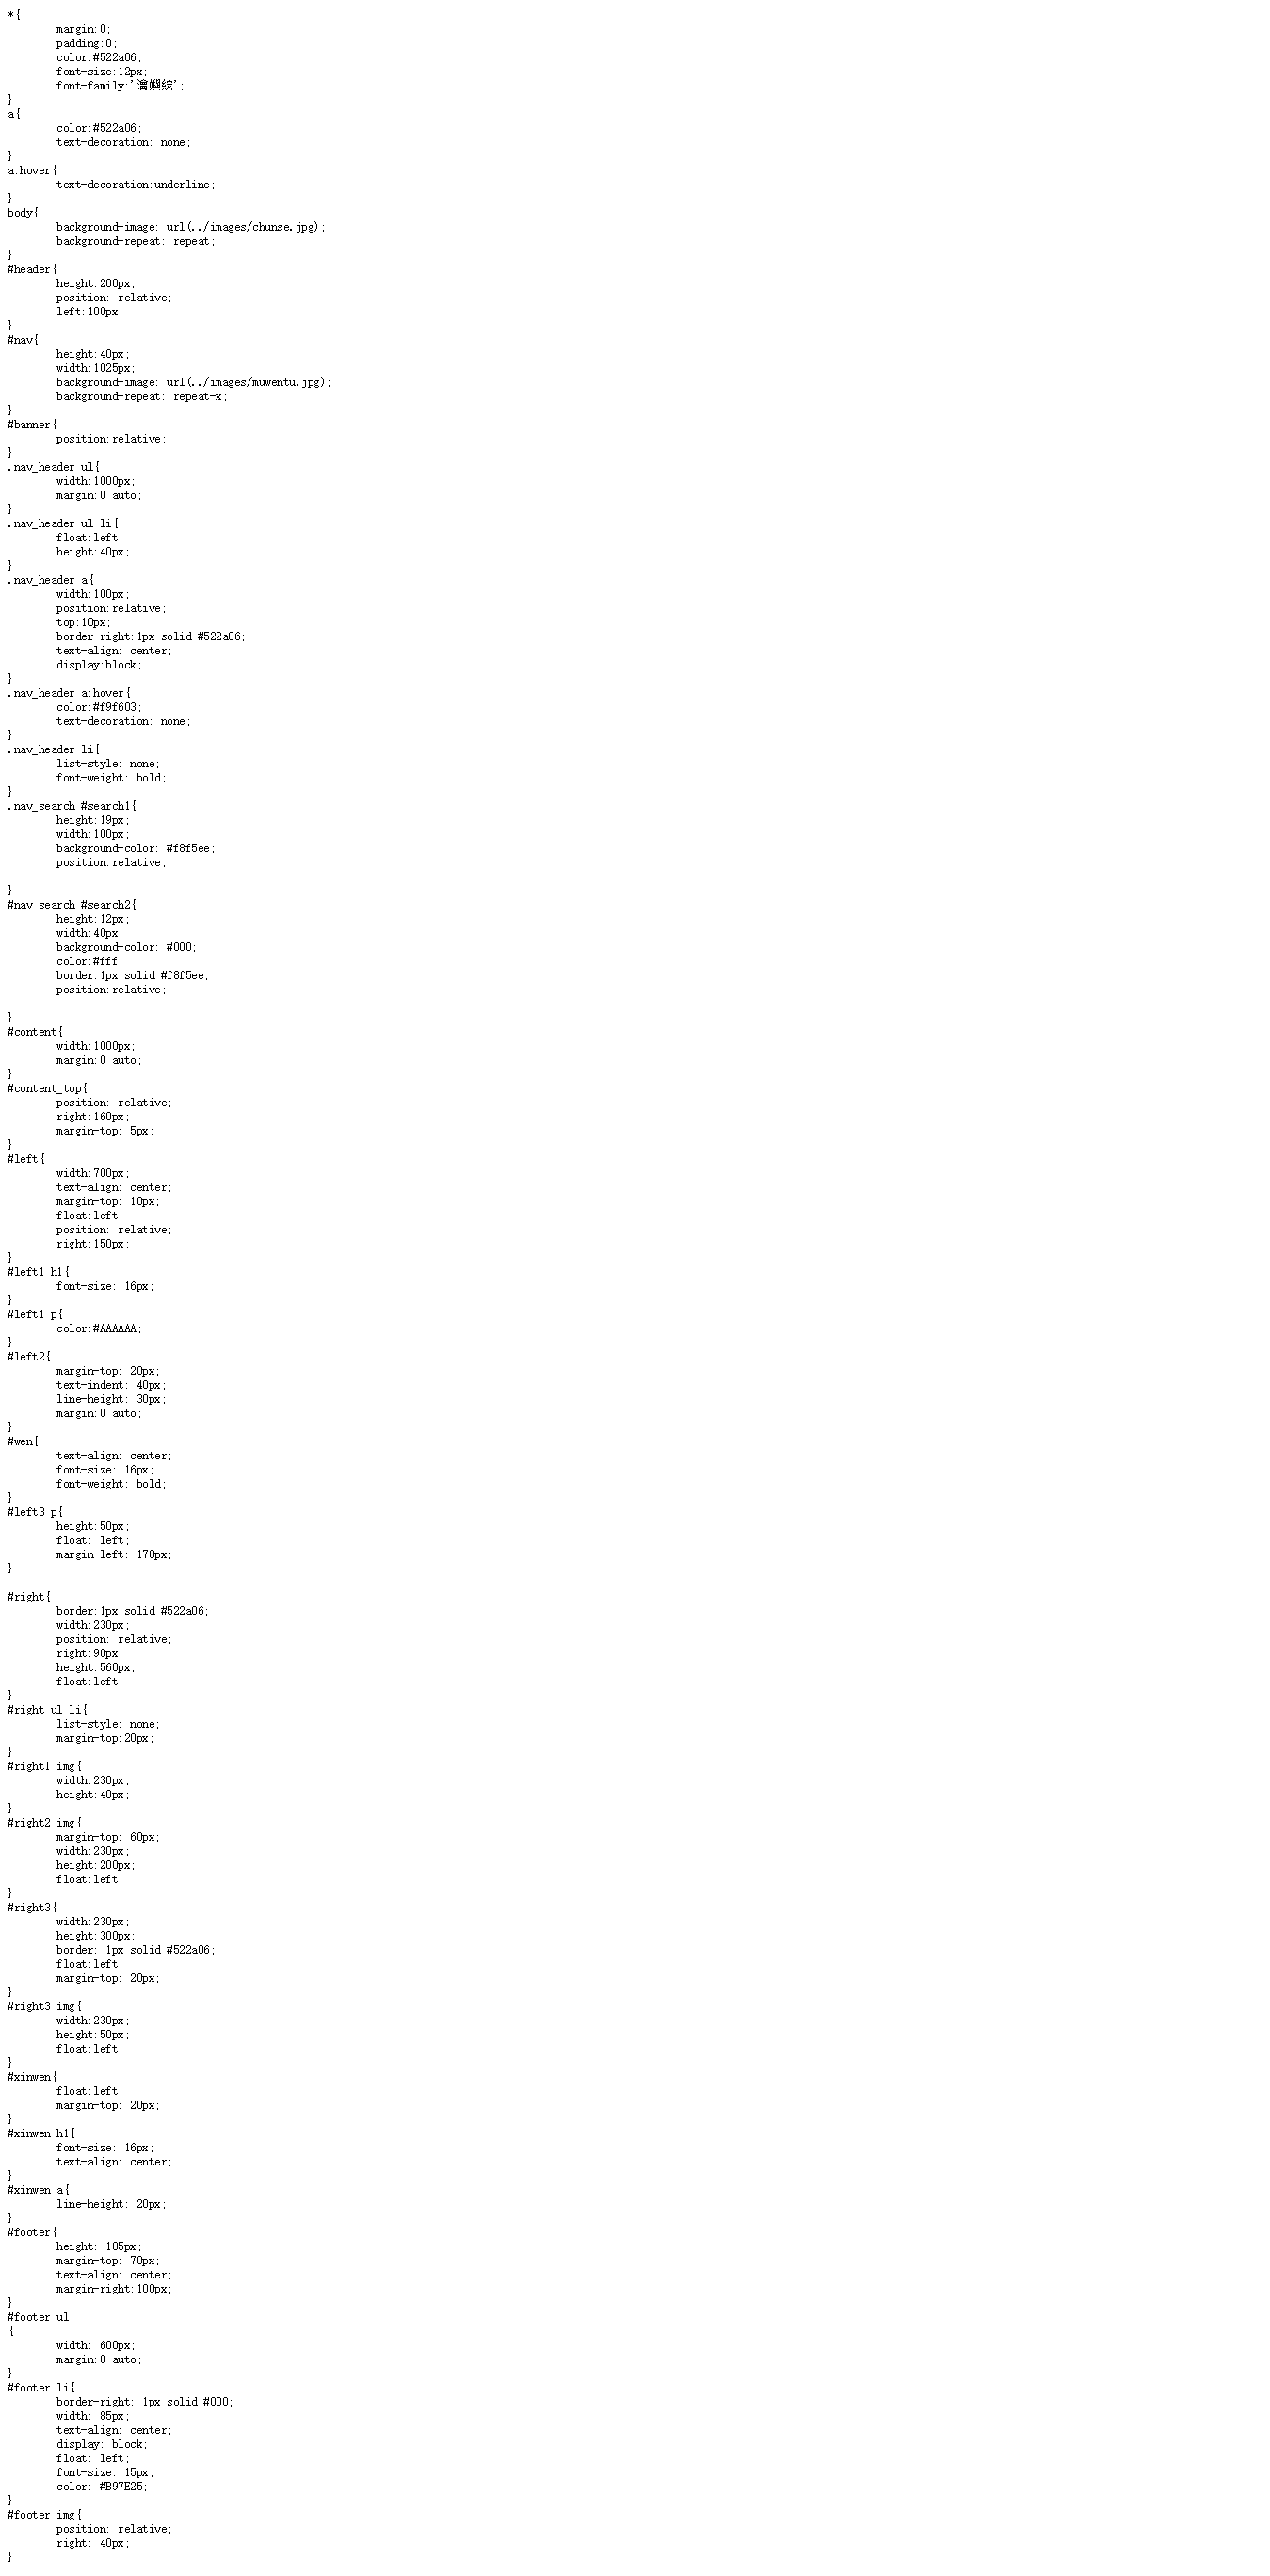 *{
margin:0;
padding:0;
color:#522a06;
font-size:12px;
font-family:'瀹嬩綋';
}
a{
color:#522a06;
text-decoration: none;
}
a:hover{
text-decoration:underline;
}
body{
background-image: url(../images/chunse.jpg);
background-repeat: repeat;
}
#header{
height:200px;
position: relative;
left:100px;
}
#nav{
height:40px;
width:1025px;
background-image: url(../images/muwentu.jpg);
background-repeat: repeat-x;
}
#banner{
position:relative;
}
.nav_header ul{
width:1000px;
margin:0 auto;
}
.nav_header ul li{
float:left;
height:40px;
}
.nav_header a{
width:100px;
position:relative;
top:10px;
border-right:1px solid #522a06;
text-align: center;
display:block;
}
.nav_header a:hover{
color:#f9f603;
text-decoration: none;
}
.nav_header li{
list-style: none;
font-weight: bold;
}
.nav_search #search1{
height:19px;
width:100px;
background-color: #f8f5ee;
position:relative;
}
#nav_search #search2{
height:12px;
width:40px;
background-color: #000;
color:#fff;
border:1px solid #f8f5ee;
position:relative;
}
#content{
width:1000px;
margin:0 auto;
}
#content_top{
position: relative;
right:160px;
margin-top: 5px;
}
#left{
width:700px;
text-align: center;
margin-top: 10px;
float:left;
position: relative;
right:150px;
}
#left1 h1{
font-size: 16px;
}
#left1 p{
color:#AAAAAA;
}
#left2{
margin-top: 20px;
text-indent: 40px;
line-height: 30px;
margin:0 auto;
}
#wen{
text-align: center;
font-size: 16px;
font-weight: bold;
}
#left3 p{
height:50px;
float: left;
margin-left: 170px;
}
#right{
border:1px solid #522a06;
width:230px;
position: relative;
right:90px;
height:560px;
float:left;
}
#right ul li{
list-style: none;
margin-top:20px;
}
#right1 img{
width:230px;
height:40px;
}
#right2 img{
margin-top: 60px;
width:230px;
height:200px;
float:left;
}
#right3{
width:230px;
height:300px;
border: 1px solid #522a06;
float:left;
margin-top: 20px;
}
#right3 img{
width:230px;
height:50px;
float:left;
}
#xinwen{
float:left;
margin-top: 20px;
}
#xinwen h1{
font-size: 16px;
text-align: center;
}
#xinwen a{
line-height: 20px;
}
#footer{
height: 105px;
margin-top: 70px;
text-align: center;
margin-right:100px;
}
#footer ul
{
width: 600px;
margin:0 auto;
}
#footer li{
border-right: 1px solid #000;
width: 85px;
text-align: center;
display: block;
float: left;
font-size: 15px;
color: #B97E25;
}
#footer img{
position: relative;
right: 40px;
}